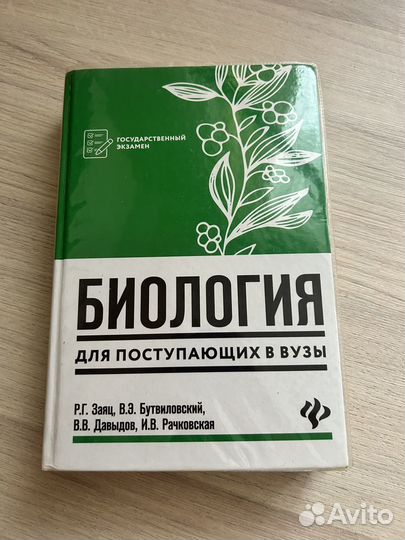 ГОСУДАРСТВЕННЫЙ
ЭКЗАМЕН
БИОЛОГИЯ
ДЛЯ ПОСТУПАЮЩИХ В ВУЗЫ
Р.Г. Заяц, В.Э. Бутвиловский,
В.В. Давыдов, И.В. Рачковская
Avito